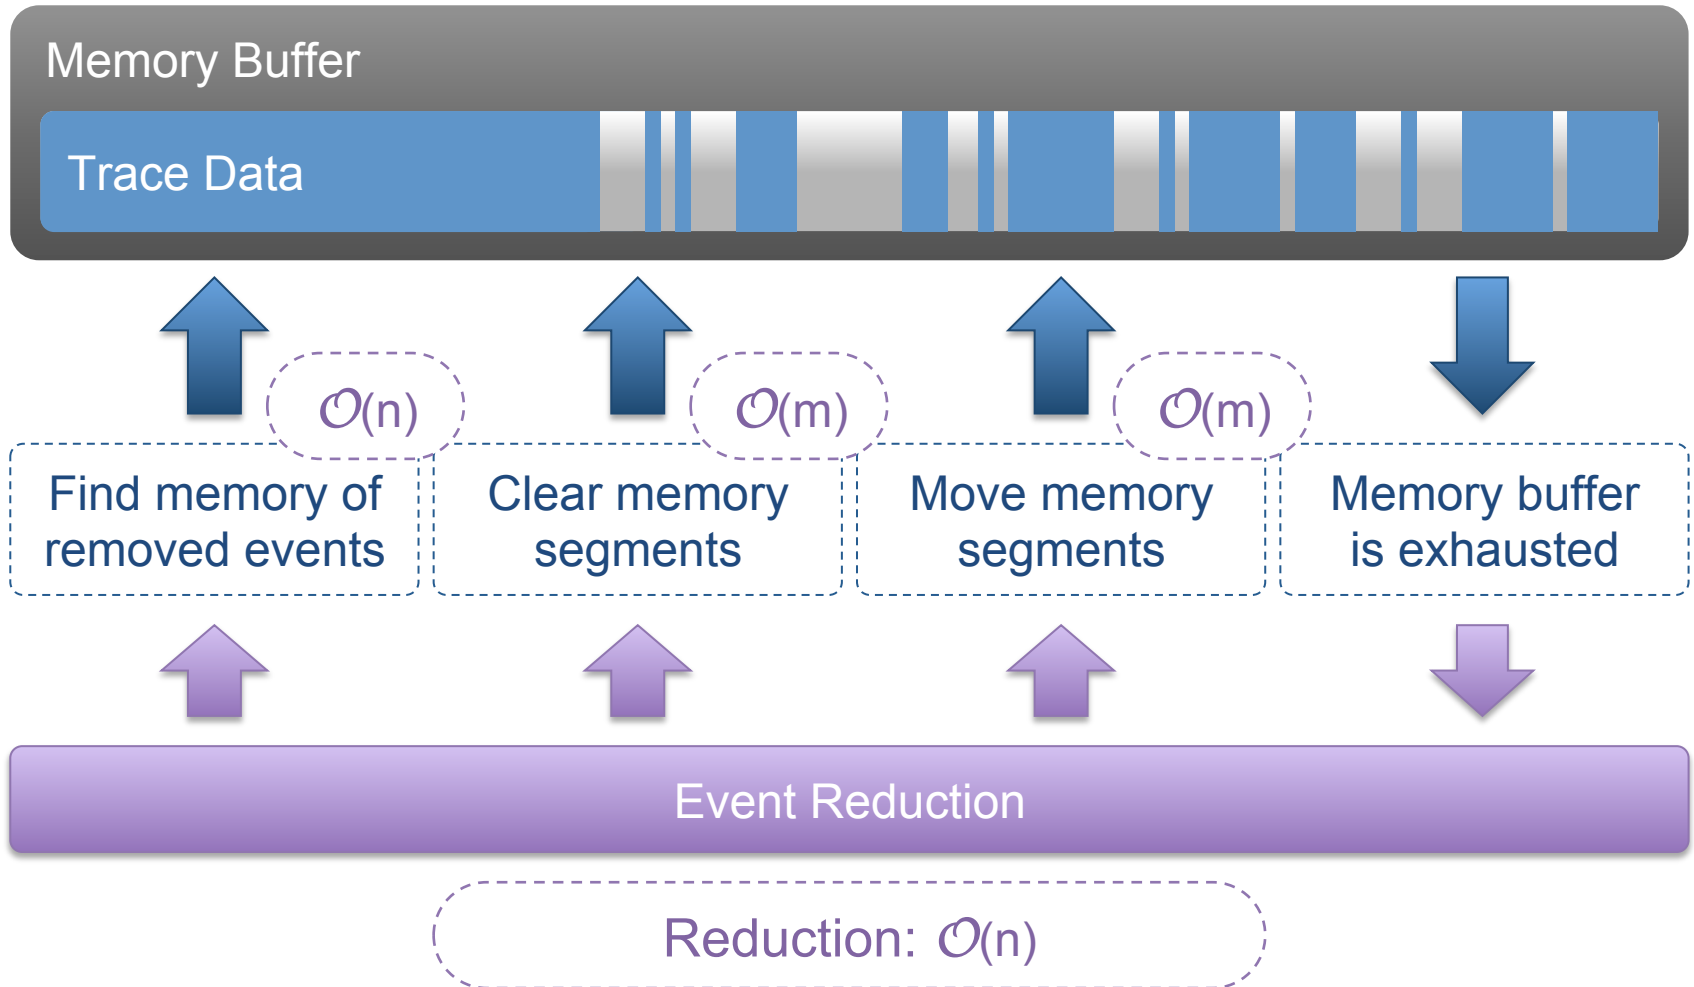 Memory Buffer
Trace Data
𝒪(n)
𝒪(m)
𝒪(m)
Find memory of
removed events
Clear memory
segments
Move memory
segments
Memory buffer
is exhausted
Event Reduction
Reduction: 𝒪(n)